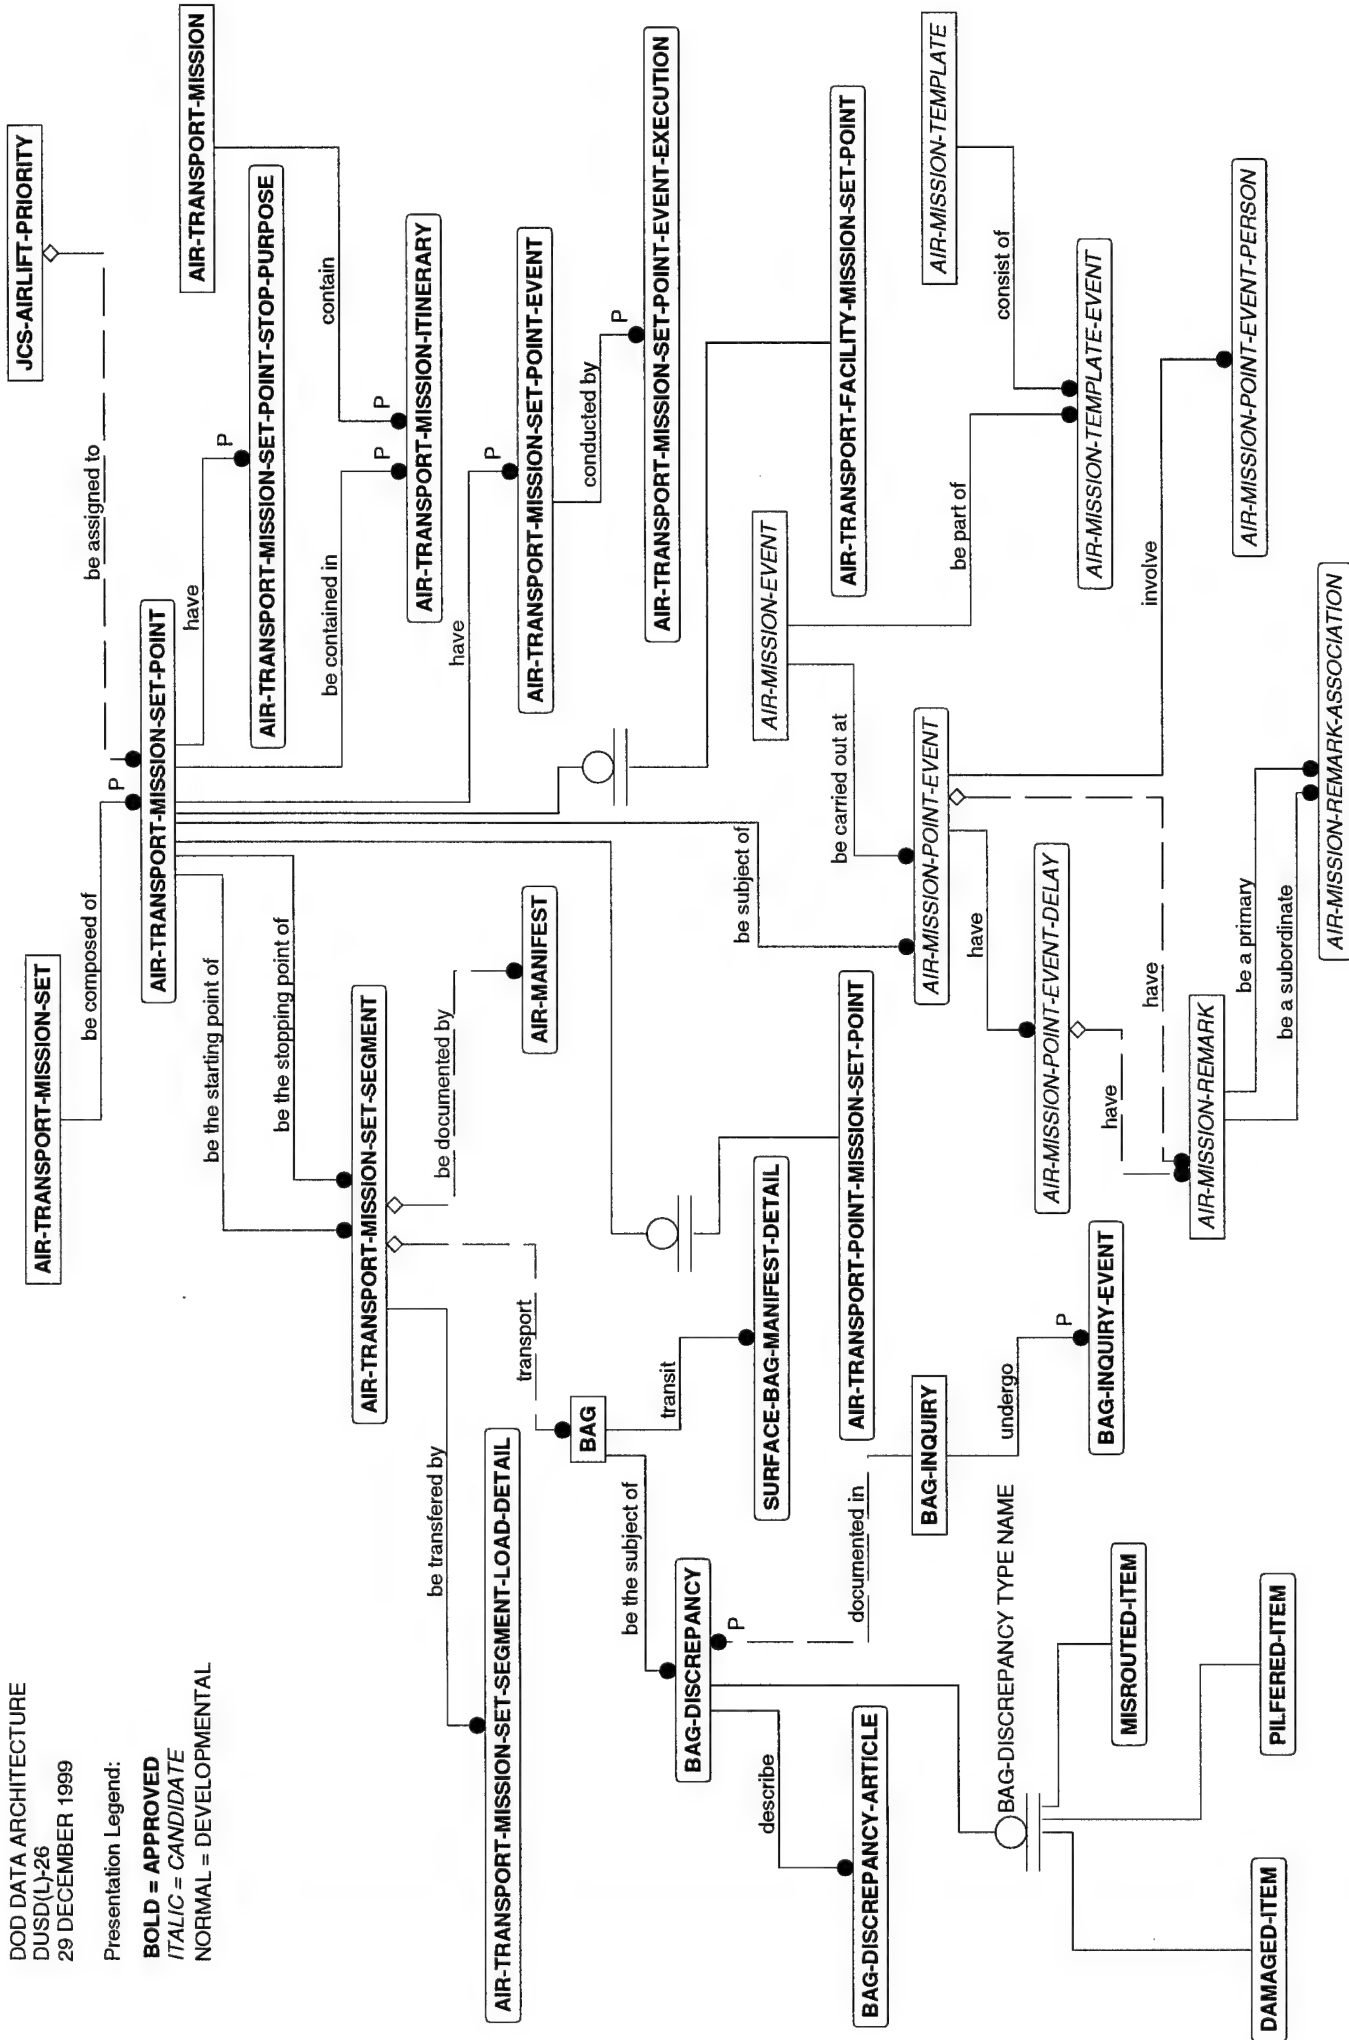 DOD DATA ARCHITECTURE
DUSD(L)-26
29 DECEMBER 1999
Presentation Legend:
BOLD = APPROVED
ITALIC = CANDIDATE
NORMAL = DEVELOPMENTAL
JCS-AIRLIFT-PRIORITY
be assigned to
AIR-TRANSPORT-MISSION-SET
be composed of
P
AIR-TRANSPORT-MISSION-SET-POINT
AIR-TRANSPORT-MISSION
have
P
AIR-TRANSPORT-MISSION-SET-POINT-STOP-PURPOSE
be the starting point of
be the stopping point of
be contained in
P
contain
P
AIR-TRANSPORT-MISSION-ITINERARY
AIR-TRANSPORT-MISSION-SET-SEGMENT
be transfered by
be documented by
have
P
AIR-TRANSPORT-MISSION-SET-POINT-EVENT
AIR-TRANSPORT-MISSION-SET-SEGMENT-LOAD-DETAIL
transport
AIR-MANIFEST
conducted by
P
BAG
AIR-TRANSPORT-MISSION-SET-POINT-EVENT-EXECUTION
be the subject of
transit
BAG-DISCREPANCY
P
be subject of
SURFACE-BAG-MANIFEST-DETAIL
AIR-MISSION-EVENT
describe
documented in
AIR-TRANSPORT-POINT-MISSION-SET-POINT
be carried out at
AIR-TRANSPORT-FACILITY-MISSION-SET-POINT
BAG-DISCREPANCY-ARTICLE
BAG-INQUIRY
AIR-MISSION-POINT-EVENT
be part of
AIR-MISSION-TEMPLATE
BAG-DISCREPANCY TYPE NAME
undergo
P
have
consist of
BAG-INQUIRY-EVENT
AIR-MISSION-POINT-EVENT-DELAY
AIR-MISSION-TEMPLATE-EVENT
MISROUTED-ITEM
have
have
involve
AIR-MISSION-REMARK
AIR-MISSION-POINT-EVENT-PERSON
DAMAGED-ITEM
PILFERED-ITEM
be a primary
be a subordinate
AIR-MISSION-REMARK-ASSOCIATION